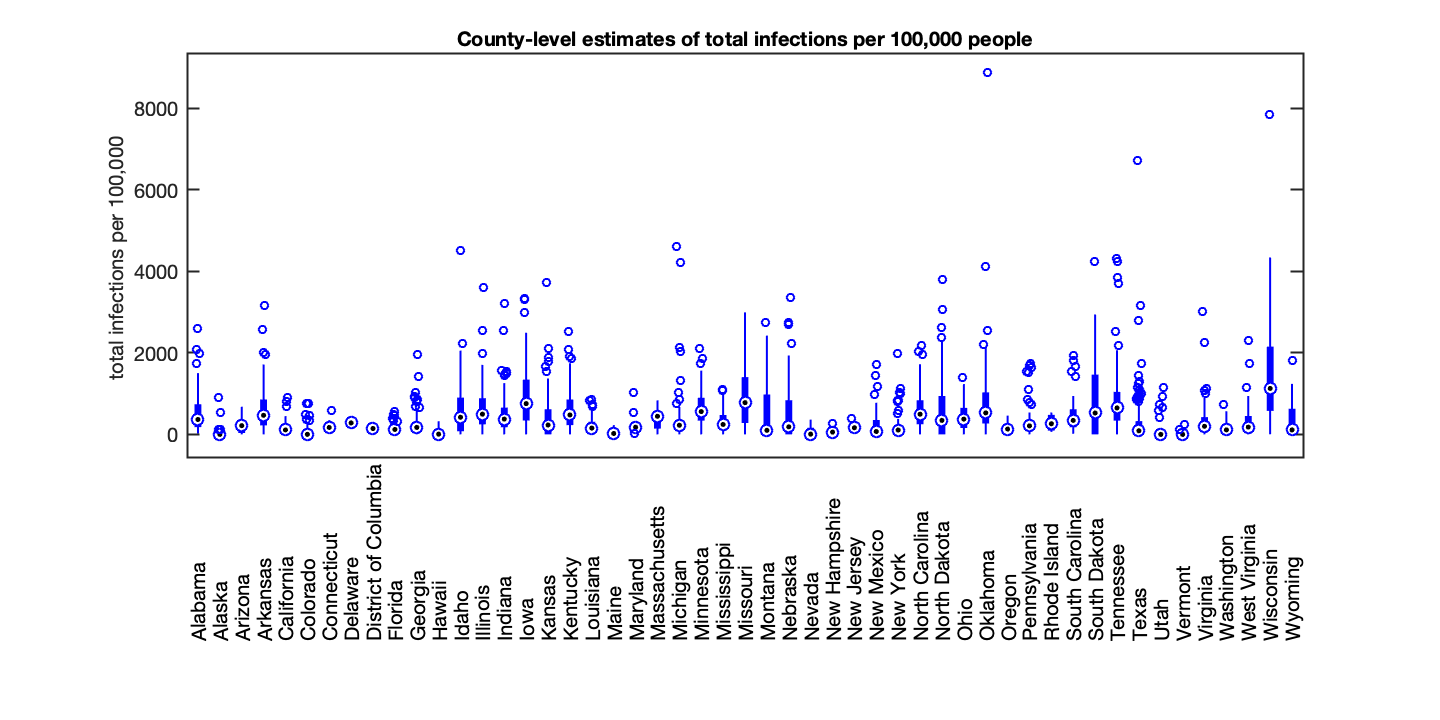 County-level estimates of total infections per 100,000 people
total infections per 100,000
8000
6000
4000
2000
0
Alabama
Alaska
Arizona
Arkansas
California
Colorado
Connecticut
Delaware
District of Columbia
Florida
Georgia
Hawaii
Idaho
Illinois
Indiana
Iowa
Kansas
Kentucky
Louisiana
Maine
Maryland
Massachusetts
Michigan
Minnesota
Mississippi
Missouri
Montana
Nebraska
Nevada
New Hampshire
New Jersey
New Mexico
New York
North Carolina
North Dakota
Ohio
Oklahoma
Oregon
Pennsylvania
Rhode Island
South Carolina
South Dakota
Tennessee
Texas
Utah
Vermont
Virginia
Washington
West Virginia
Wisconsin
Wyoming